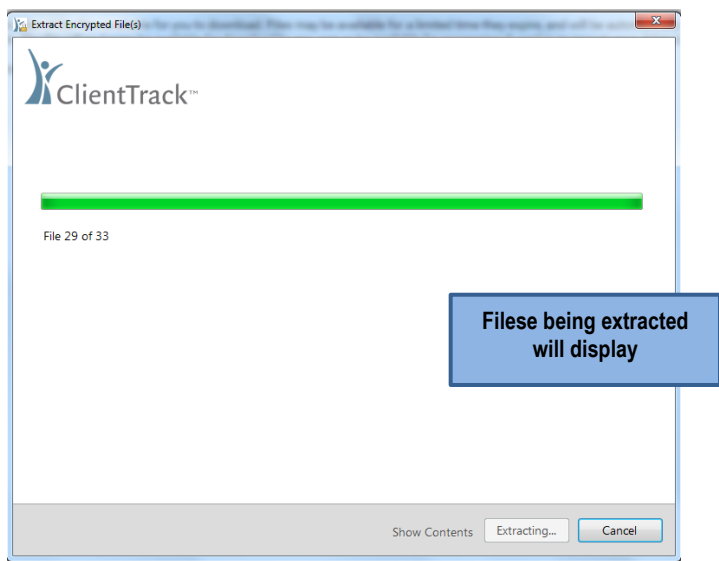 Extract Encrypted File(s)
ClientTrack™
File 29 of 33
Filese being extracted
will display
Show Contents
Extracting...
Cancel